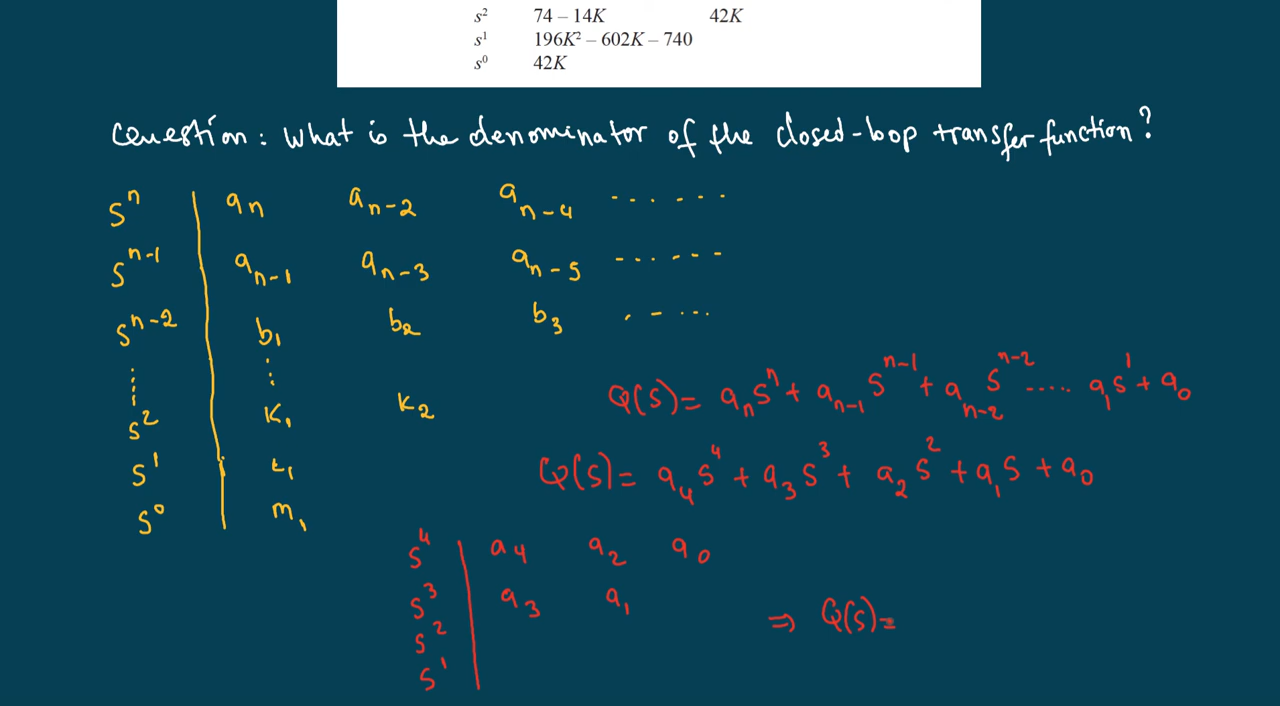 s² 74 – 14K 42K
s¹ 196K² – 602K – 740
s⁰ 42K
Question: What is the denominator of the closed-loop transfer function?
sⁿ aₙ aₙ₋₂ aₙ₋₄ ......
sⁿ⁻¹ aₙ₋₁ aₙ₋₃ aₙ₋₅ ......
sⁿ⁻² b₁ b₂ b₃ .....
⋮ ⋮
Q(s) = aₙsⁿ + aₙ₋₁sⁿ⁻¹ + aₙ₋₂sⁿ⁻² ..... a₁s¹ + a₀
s² K₁ K₂
s¹ L₁
Q(s) = a₄s⁴ + a₃s³ + a₂s² + a₁s + a₀
s⁰ m₁
s⁴ a₄ a₂ a₀
s³ a₃ a₁
⇒ Q(s)=
s²
s¹